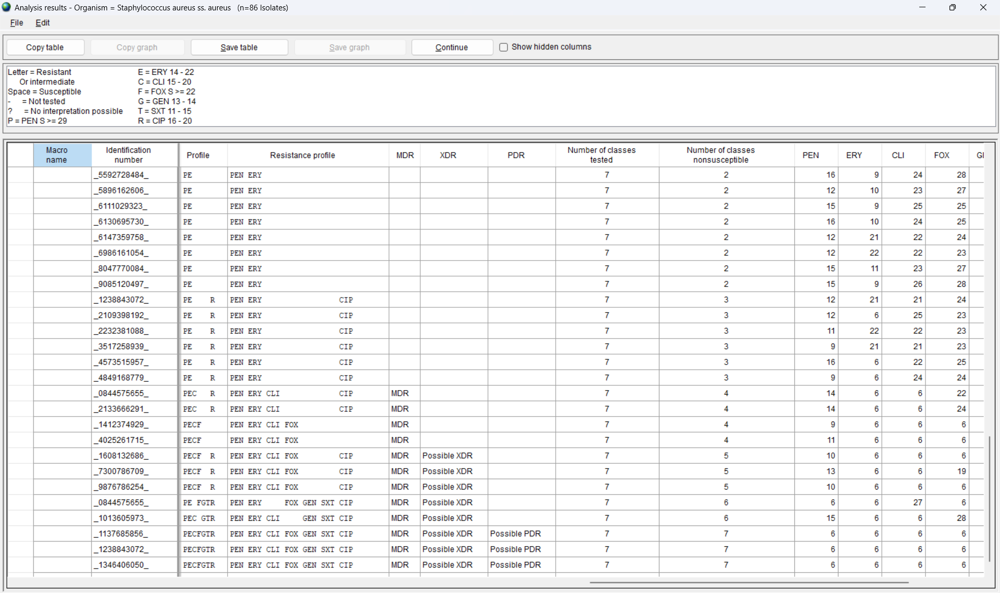 Analysis results - Organism = Staphylococcus aureus ss. aureus   (n=86 Isolates)
File Edit
Copy table Copy graph Save table Save graph Continue Show hidden columns
Letter = Resistant
Or intermediate
Space = Susceptible
- = Not tested
? = No interpretation possible
P = PEN S >= 29
E = ERY 14 - 22
C = CLI 15 - 20
F = FOX S >= 22
G = GEN 13 - 14
T = SXT 11 - 15
R = CIP 16 - 20
Macro name Identification number Profile Resistance profile MDR XDR PDR Number of classes tested Number of classes nonsusceptible PEN ERY CLI FOX
_5592728484_ PE PEN ERY 7 2 16 9 24 28
_5896162606_ PE PEN ERY 7 2 12 10 23 27
_6111029323_ PE PEN ERY 7 2 15 9 25 25
_6130695730_ PE PEN ERY 7 2 16 10 24 25
_6147359758_ PE PEN ERY 7 2 12 21 22 24
_6986161054_ PE PEN ERY 7 2 12 22 22 23
_8047770084_ PE PEN ERY 7 2 15 11 23 27
_9085120497_ PE PEN ERY 7 2 15 9 26 28
_1238843072_ PE R PEN ERY CIP 7 3 12 21 21 24
_2109398192_ PE R PEN ERY CIP 7 3 12 6 25 23
_2232381088_ PE R PEN ERY CIP 7 3 11 22 22 23
_3517258939_ PE R PEN ERY CIP 7 3 9 21 21 23
_4573515957_ PE R PEN ERY CIP 7 3 16 6 22 25
_4849168779_ PE R PEN ERY CIP 7 3 9 6 24 24
_0844575655_ PEC R PEN ERY CLI CIP MDR 7 4 14 6 6 22
_2133666291_ PEC R PEN ERY CLI CIP MDR 7 4 14 6 6 24
_1412374929_ PECF PEN ERY CLI FOX MDR 7 4 9 6 6 6
_4025261715_ PECF PEN ERY CLI FOX MDR 7 4 11 6 6 6
_1608132686_ PECF R PEN ERY CLI FOX CIP MDR Possible XDR 7 5 10 6 6 6
_7300786709_ PECF R PEN ERY CLI FOX CIP MDR Possible XDR 7 5 13 6 6 19
_9876786254_ PECF R PEN ERY CLI FOX CIP MDR Possible XDR 7 5 10 6 6 6
_0844575655_ PE FGTR PEN ERY FOX GEN SXT CIP MDR Possible XDR 7 6 6 6 27 6
_1013605973_ PEC GTR PEN ERY CLI GEN SXT CIP MDR Possible XDR 7 6 15 6 6 28
_1137685856_ PECFGTR PEN ERY CLI FOX GEN SXT CIP MDR Possible XDR Possible PDR 7 7 6 6 6 6
_1238843072_ PECFGTR PEN ERY CLI FOX GEN SXT CIP MDR Possible XDR Possible PDR 7 7 6 6 6 6
_1346406050_ PECFGTR PEN ERY CLI FOX GEN SXT CIP MDR Possible XDR Possible PDR 7 7 6 6 6 6